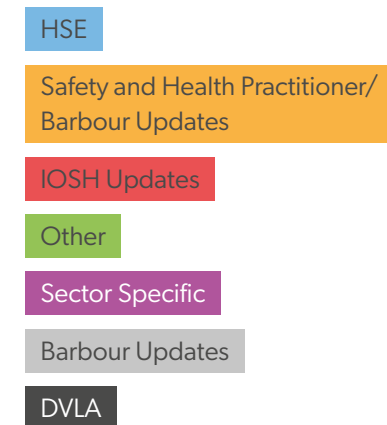 HSE
Safety and Health Practitioner/
Barbour Updates
IOSH Updates
Other
Sector Specific
Barbour Updates
DVLA